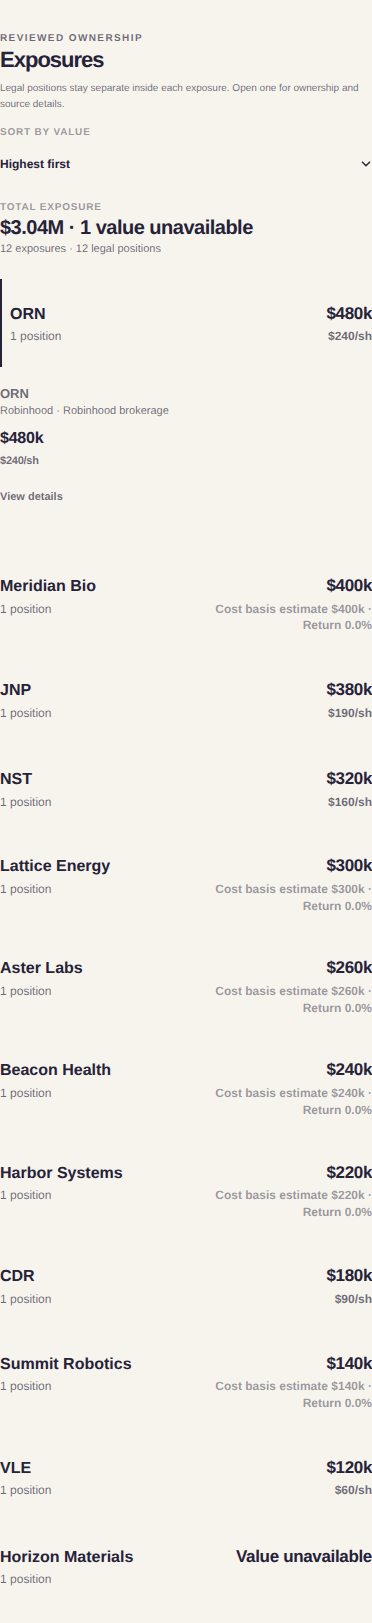 REVIEWED OWNERSHIP
Exposures
Legal positions stay separate inside each exposure. Open one for ownership and
source details.
SORT BY VALUE
Highest first
TOTAL EXPOSURE
$3.04M · 1 value unavailable
12 exposures · 12 legal positions
ORN $480k
1 position $240/sh
ORN
Robinhood · Robinhood brokerage
$480k
$240/sh
View details
Meridian Bio $400k
1 position Cost basis estimate $400k ·
Return 0.0%
JNP $380k
1 position $190/sh
NST $320k
1 position $160/sh
Lattice Energy $300k
1 position Cost basis estimate $300k ·
Return 0.0%
Aster Labs $260k
1 position Cost basis estimate $260k ·
Return 0.0%
Beacon Health $240k
1 position Cost basis estimate $240k ·
Return 0.0%
Harbor Systems $220k
1 position Cost basis estimate $220k ·
Return 0.0%
CDR $180k
1 position $90/sh
Summit Robotics $140k
1 position Cost basis estimate $140k ·
Return 0.0%
VLE $120k
1 position $60/sh
Horizon Materials Value unavailable
1 position